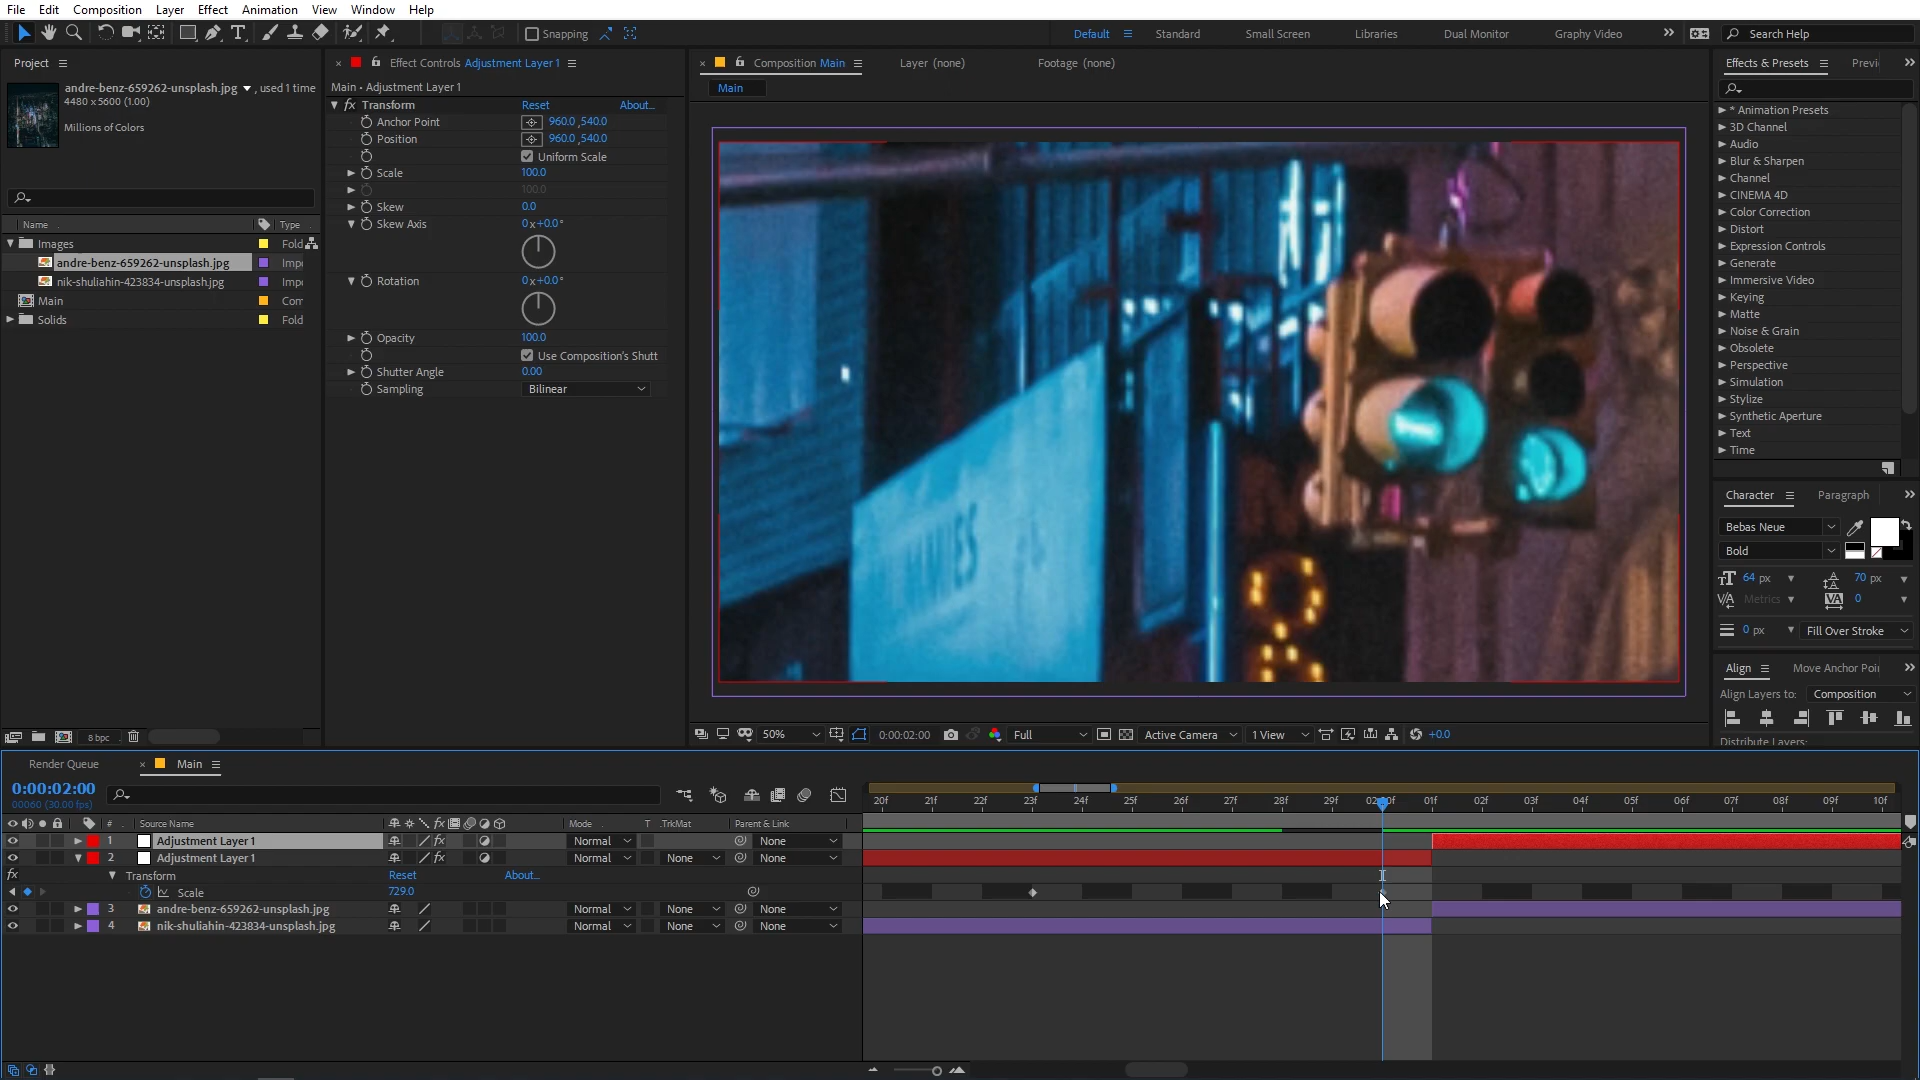 File Edit Composition Layer Effect Animation View Window Help
Snapping
Default Standard Small Screen Libraries Dual Monitor Graphy Video Search Help
Project
andre-benz-659262-unsplash.jpg , used 1 time
4480 x 5600 (1.00)
Millions of Colors
Name Type
Images Fold
andre-benz-659262-unsplash.jpg Impo
nik-shuliahin-423834-unsplash.jpg Impo
Main Com
Solids Fold
8 bpc
Effect Controls Adjustment Layer 1
Main • Adjustment Layer 1
fx Transform Reset About...
Anchor Point 960.0 ,540.0
Position 960.0 ,540.0
Uniform Scale
Scale 100.0
100.0
Skew 0.0
Skew Axis 0x+0.0°
Rotation 0x+0.0°
Opacity 100.0
Use Composition's Shutt
Shutter Angle 0.00
Sampling Bilinear
Composition Main Layer (none) Footage (none)
Main
50% 0:00:02:00 Full Active Camera 1 View +0.0
Effects & Presets Previ
* Animation Presets
3D Channel
Audio
Blur & Sharpen
Channel
CINEMA 4D
Color Correction
Distort
Expression Controls
Generate
Immersive Video
Keying
Matte
Noise & Grain
Obsolete
Perspective
Simulation
Stylize
Synthetic Aperture
Text
Time
Character Paragraph
Bebas Neue
Bold
64 px 70 px
Metrics 0
0 px Fill Over Stroke
Align Move Anchor Poi
Align Layers to: Composition
Distribute Layers:
Render Queue Main
0:00:02:00
00060 (30.00 fps)
20f 21f 22f 23f 24f 25f 26f 27f 28f 29f 02:00f 01f 02f 03f 04f 05f 06f 07f 08f 09f 10f
# Source Name Mode T .TrkMat Parent & Link
1 Adjustment Layer 1 fx Normal None
2 Adjustment Layer 1 fx Normal None None
fx Transform Reset About...
Scale 729.0
3 andre-benz-659262-unsplash.jpg Normal None None
4 nik-shuliahin-423834-unsplash.jpg Normal None None